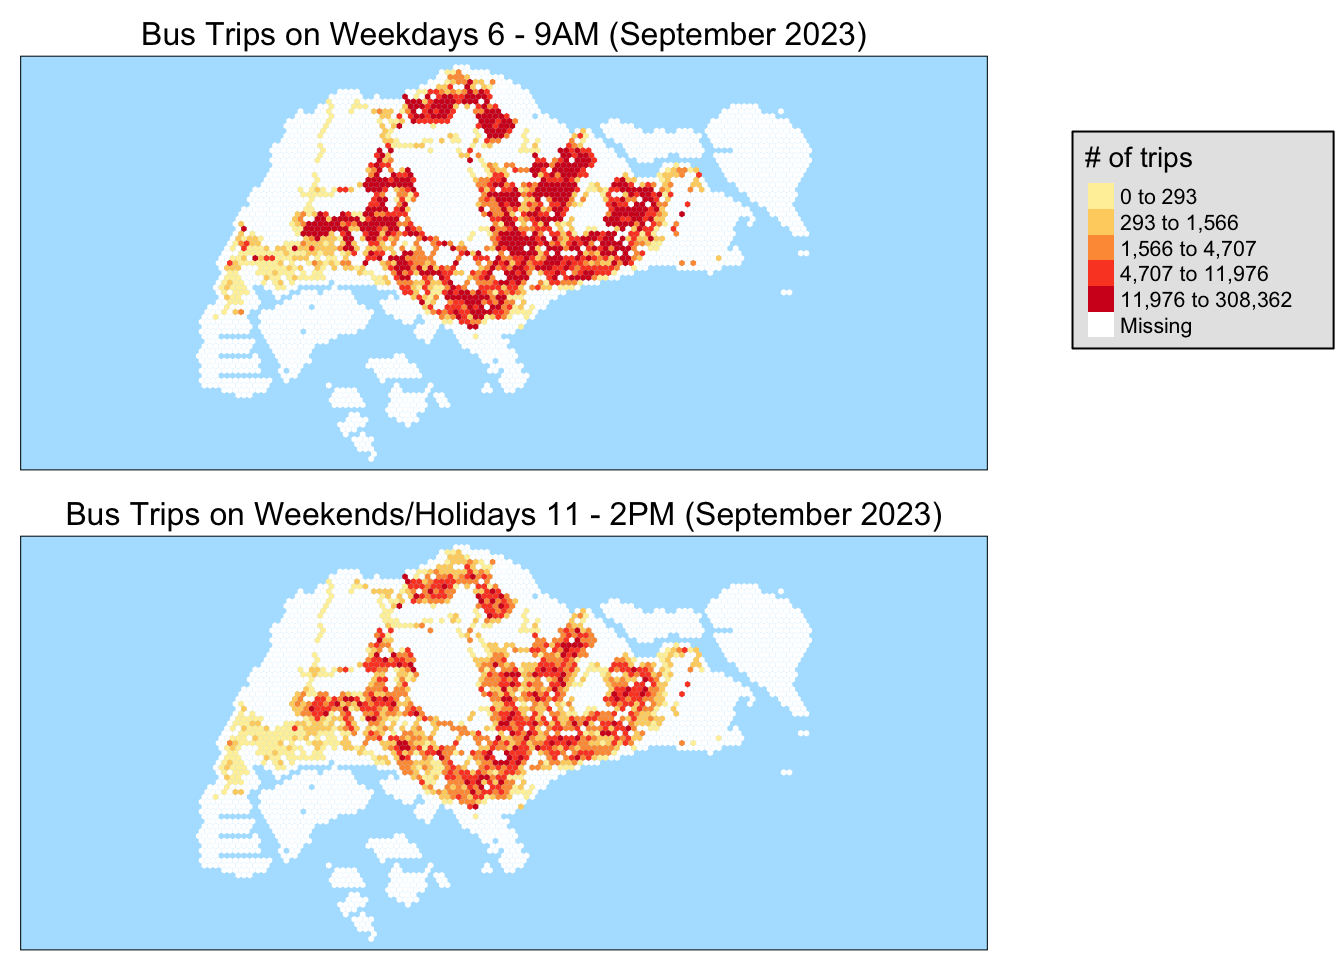 Bus Trips on Weekdays 6 - 9AM (September 2023)
# of trips
0 to 293
293 to 1,566
1,566 to 4,707
4,707 to 11,976
11,976 to 308,362
Missing
Bus Trips on Weekends/Holidays 11 - 2PM (September 2023)